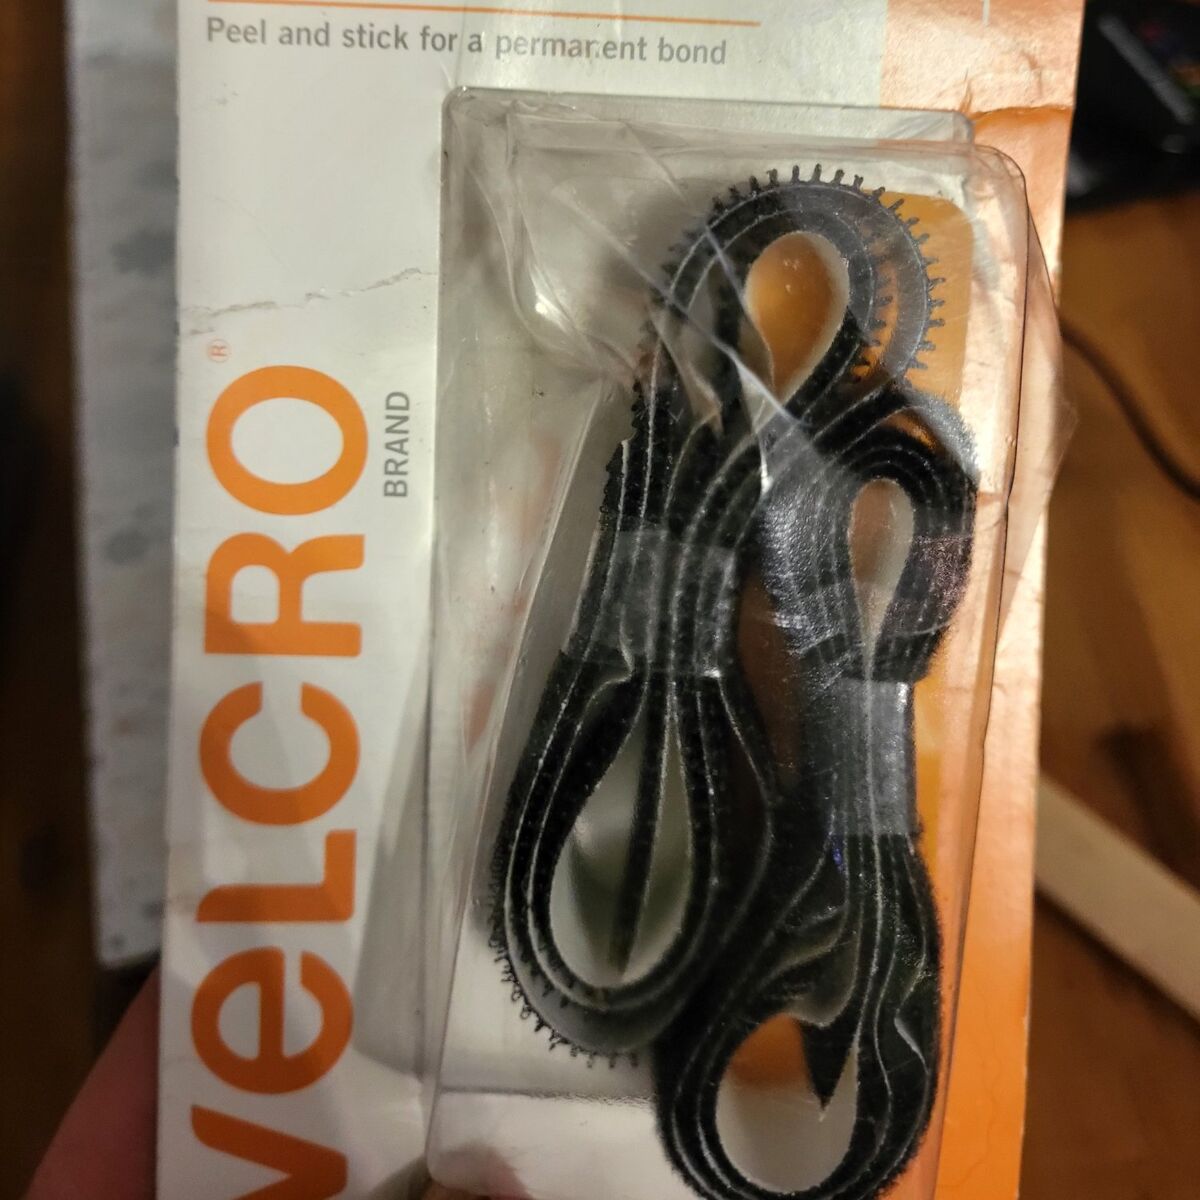 Peel and stick for a permanent bond
veLCRO®
BRAND